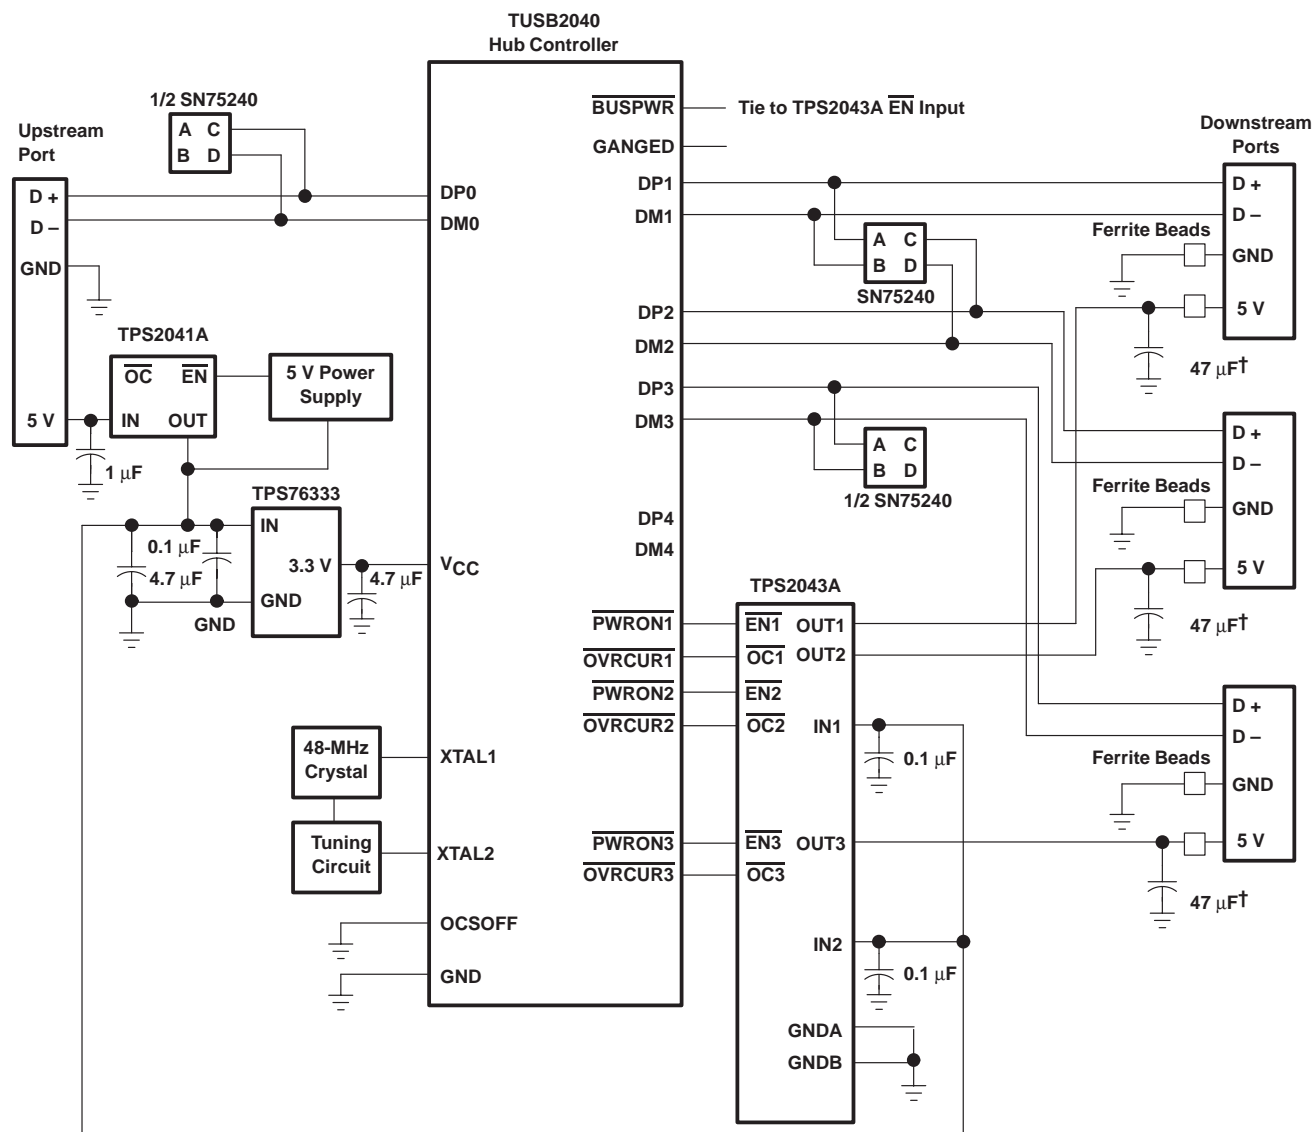 TUSB2040
Hub Controller
1/2 SN75240
A C
B D
Upstream
Port
D +
D –
GND
5 V
DP0
DM0
BUSPWR
Tie to TPS2043A EN Input
GANGED
DP1
DM1
A C
B D
SN75240
Downstream
Ports
D +
D –
Ferrite Beads
GND
5 V
47 µF†
TPS2041A
OC EN
IN OUT
5 V Power
Supply
1 µF
DP2
DM2
DP3
DM3
A C
B D
1/2 SN75240
D +
D –
Ferrite Beads
GND
5 V
47 µF†
TPS76333
IN
0.1 µF
4.7 µF
3.3 V
GND
GND
4.7 µF
VCC
DP4
DM4
TPS2043A
PWRON1
EN1 OUT1
OVRCUR1
OC1 OUT2
PWRON2
EN2
OVRCUR2
OC2
IN1
0.1 µF
D +
D –
Ferrite Beads
GND
5 V
47 µF†
48-MHz
Crystal
XTAL1
Tuning
Circuit
XTAL2
PWRON3
EN3 OUT3
OVRCUR3
OC3
OCSOFF
GND
IN2
0.1 µF
GNDA
GNDB